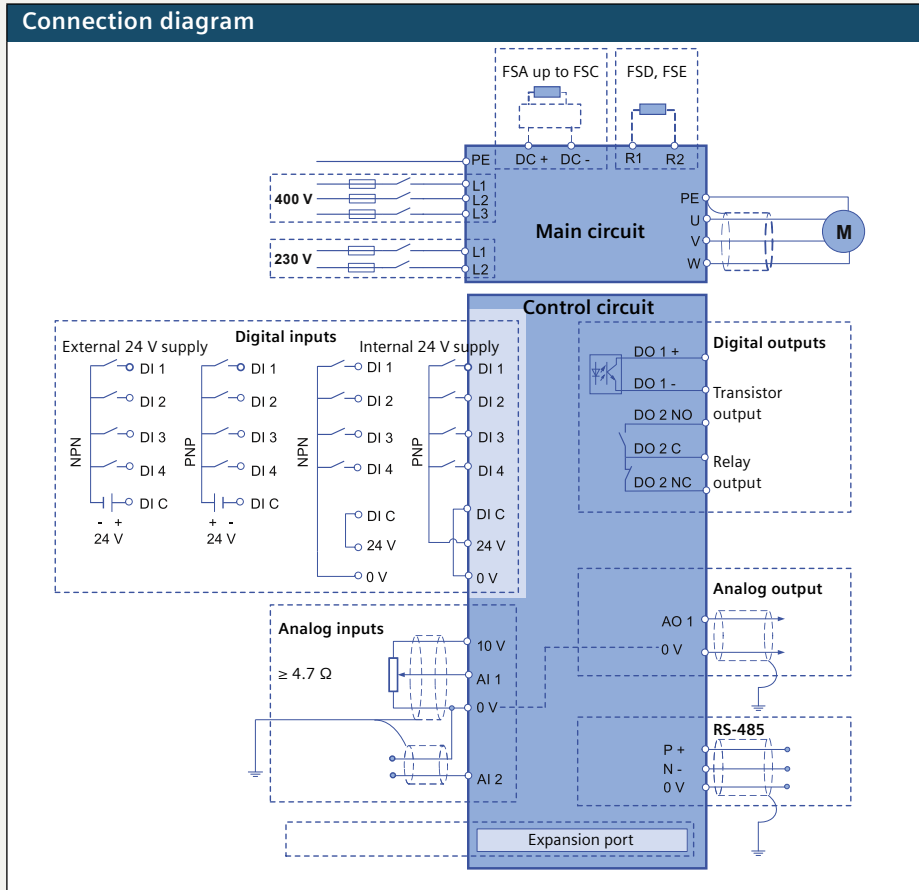 Connection diagram
FSA up to FSC
FSD, FSE
PE
DC +
DC -
R1
R2
400 V
L1
L2
L3
230 V
L1
L2
Main circuit
PE
U
V
W
M
Control circuit
Digital inputs
External 24 V supply
Internal 24 V supply
NPN
DI 1
DI 2
DI 3
DI 4
DI C
- +
24 V
PNP
DI 1
DI 2
DI 3
DI 4
DI C
+ -
24 V
NPN
DI 1
DI 2
DI 3
DI 4
DI C
24 V
0 V
PNP
DI 1
DI 2
DI 3
DI 4
DI C
24 V
0 V
Digital outputs
DO 1 +
DO 1 -
Transistor
output
DO 2 NO
DO 2 C
DO 2 NC
Relay
output
Analog inputs
≥ 4.7 Ω
10 V
AI 1
0 V
AI 2
Analog output
AO 1
0 V
RS-485
P +
N -
0 V
Expansion port